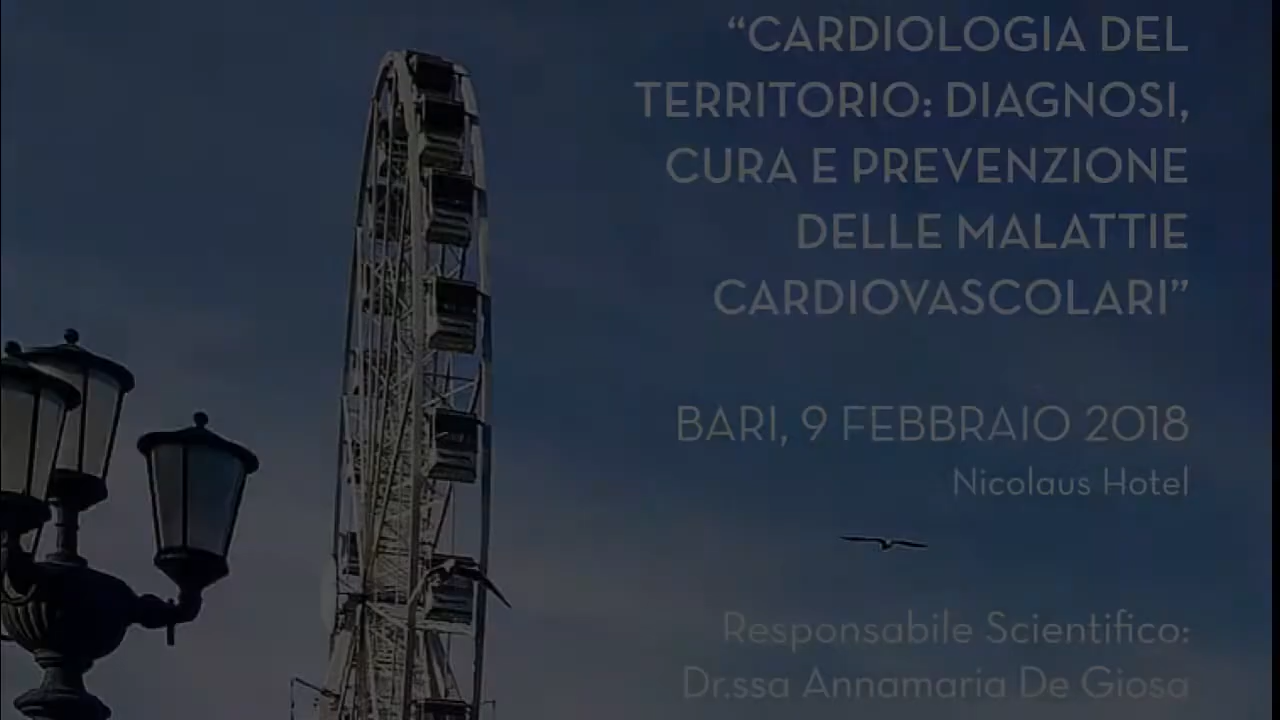 “CARDIOLOGIA DEL
TERRITORIO: DIAGNOSI,
CURA E PREVENZIONE
DELLE MALATTIE
CARDIOVASCOLARI”
BARI, 9 FEBBRAIO 2018
Nicolaus Hotel
Responsabile Scientifico:
Dr.ssa Annamaria De Giosa